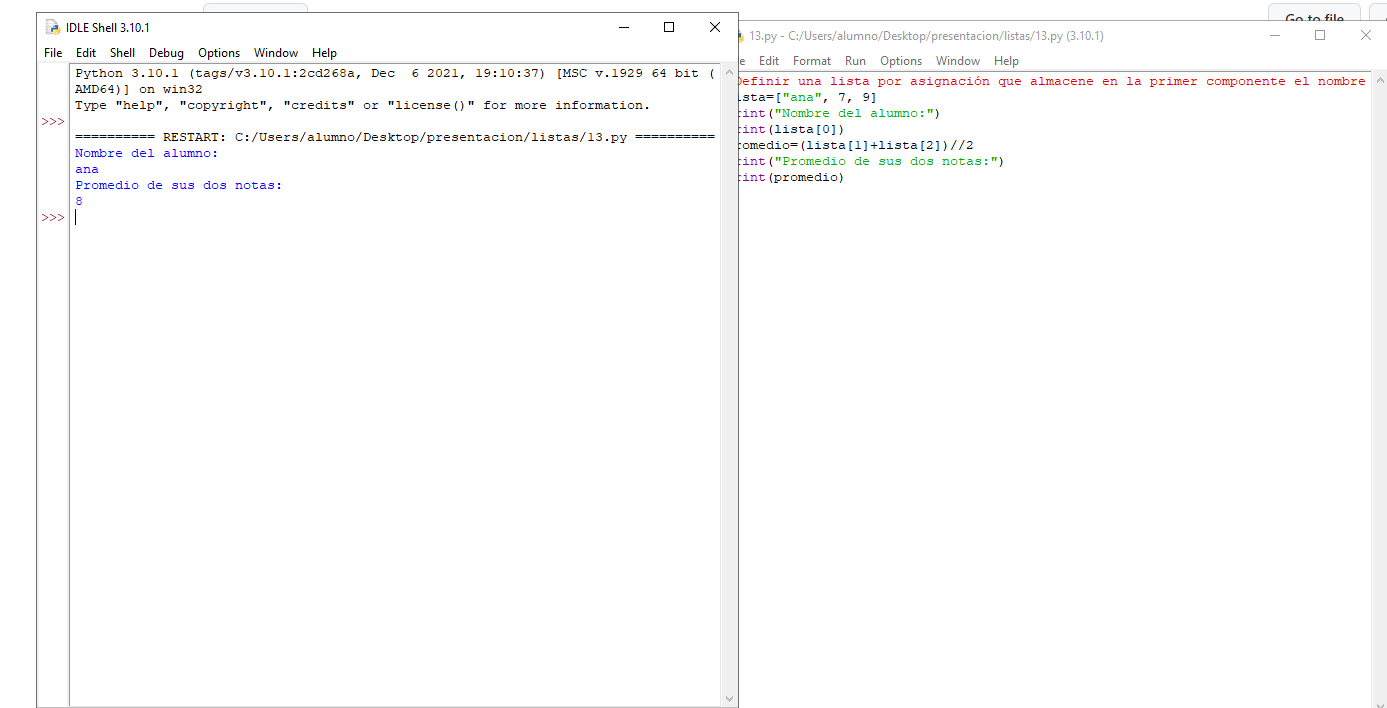 Go to file
IDLE Shell 3.10.1
File Edit Shell Debug Options Window Help
Python 3.10.1 (tags/v3.10.1:2cd268a, Dec  6 2021, 19:10:37) [MSC v.1929 64 bit (
AMD64)] on win32
Type "help", "copyright", "credits" or "license()" for more information.
>>>
========== RESTART: C:/Users/alumno/Desktop/presentacion/listas/13.py ==========
Nombre del alumno:
ana
Promedio de sus dos notas:
8
>>>
13.py - C:/Users/alumno/Desktop/presentacion/listas/13.py (3.10.1)
e Edit Format Run Options Window Help
Definir una lista por asignación que almacene en la primer componente el nombre
ista=["ana", 7, 9]
rint("Nombre del alumno:")
rint(lista[0])
romedio=(lista[1]+lista[2])//2
rint("Promedio de sus dos notas:")
rint(promedio)